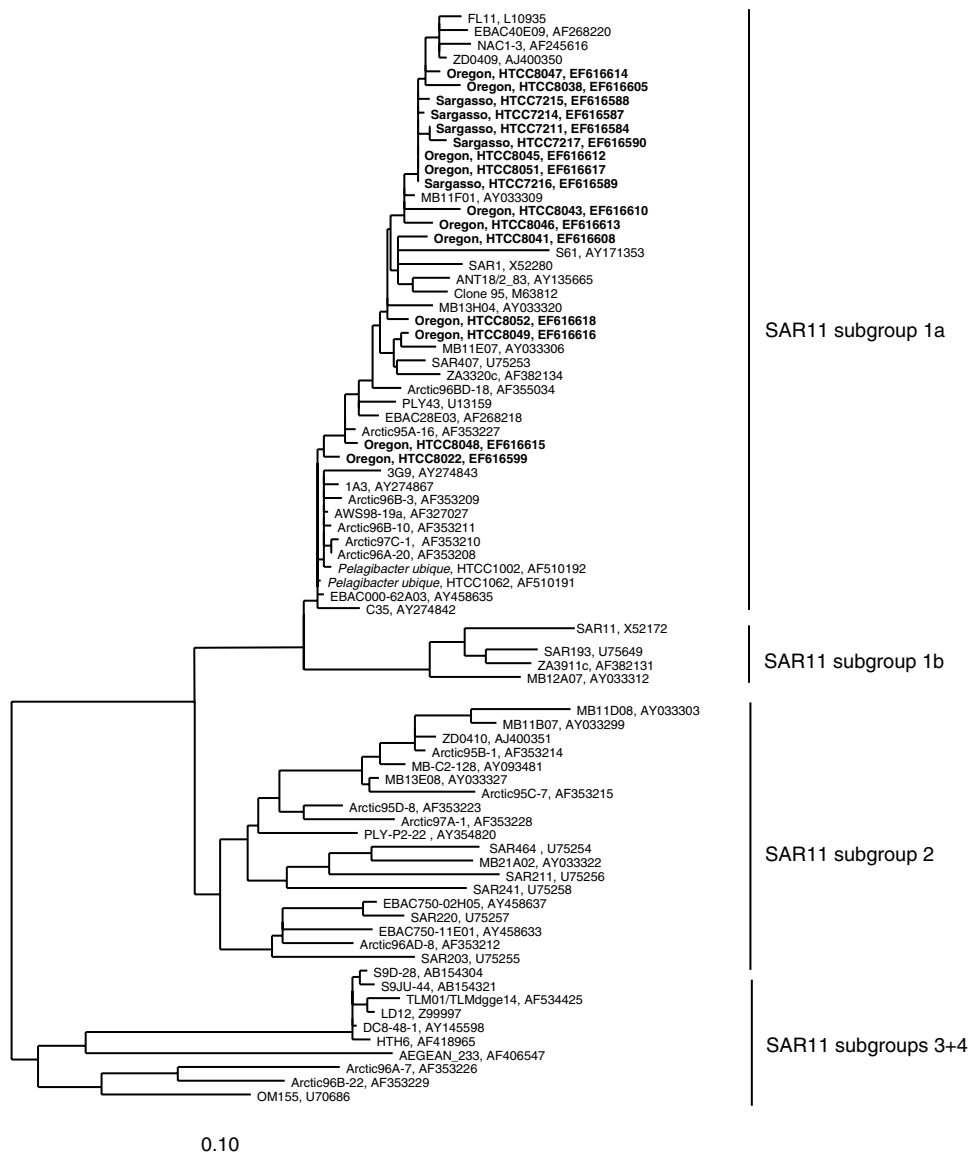 FL11, L10935
EBAC40E09, AF268220
NAC1-3, AF245616
ZD0409, AJ400350
Oregon, HTCC8047, EF616614
Oregon, HTCC8038, EF616605
Sargasso, HTCC7215, EF616588
Sargasso, HTCC7214, EF616587
Sargasso, HTCC7211, EF616584
Sargasso, HTCC7217, EF616590
Oregon, HTCC8045, EF616612
Oregon, HTCC8051, EF616617
Sargasso, HTCC7216, EF616589
MB11F01, AY033309
Oregon, HTCC8043, EF616610
Oregon, HTCC8046, EF616613
Oregon, HTCC8041, EF616608
S61, AY171353
SAR1, X52280
ANT18/2_83, AY135665
Clone 95, M63812
MB13H04, AY033320
Oregon, HTCC8052, EF616618
Oregon, HTCC8049, EF616616
MB11E07, AY033306
SAR407, U75253
ZA3320c, AF382134
Arctic96BD-18, AF355034
PLY43, U13159
EBAC28E03, AF268218
Arctic95A-16, AF353227
Oregon, HTCC8048, EF616615
Oregon, HTCC8022, EF616599
3G9, AY274843
1A3, AY274867
Arctic96B-3, AF353209
AWS98-19a, AF327027
Arctic96B-10, AF353211
Arctic97C-1, AF353210
Arctic96A-20, AF353208
Pelagibacter ubique, HTCC1002, AF510192
Pelagibacter ubique, HTCC1062, AF510191
EBAC000-62A03, AY458635
C35, AY274842
SAR11 subgroup 1a
SAR11, X52172
SAR193, U75649
ZA3911c, AF382131
MB12A07, AY033312
SAR11 subgroup 1b
MB11D08, AY033303
MB11B07, AY033299
ZD0410, AJ400351
Arctic95B-1, AF353214
MB-C2-128, AY093481
MB13E08, AY033327
Arctic95C-7, AF353215
Arctic95D-8, AF353223
Arctic97A-1, AF353228
PLY-P2-22 , AY354820
SAR464 , U75254
MB21A02, AY033322
SAR211, U75256
SAR241, U75258
EBAC750-02H05, AY458637
SAR220, U75257
EBAC750-11E01, AY458633
Arctic96AD-8, AF353212
SAR203, U75255
SAR11 subgroup 2
S9D-28, AB154304
S9JU-44, AB154321
TLM01/TLMdgge14, AF534425
LD12, Z99997
DC8-48-1, AY145598
HTH6, AF418965
AEGEAN_233, AF406547
Arctic96A-7, AF353226
Arctic96B-22, AF353229
OM155, U70686
SAR11 subgroups 3+4
0.10